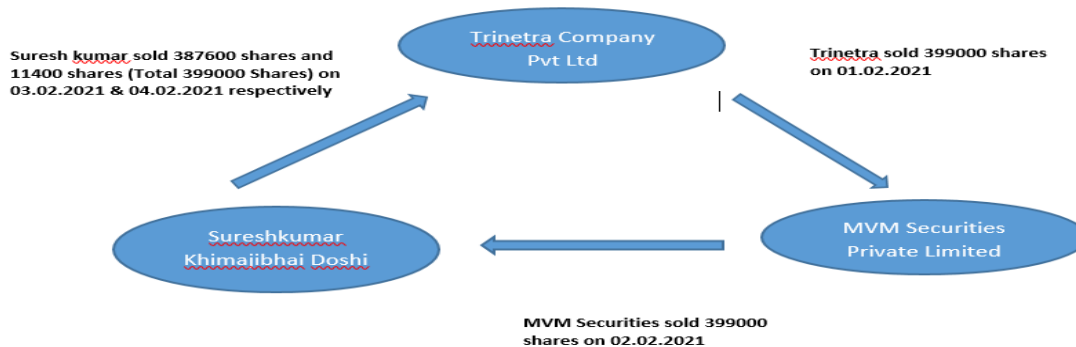 Trinetra Company
Pvt Ltd
Suresh kumar sold 387600 shares and
11400 shares (Total 399000 Shares) on
03.02.2021 & 04.02.2021 respectively
Trinetra sold 399000 shares
on 01.02.2021
Sureshkumar
Khimajibhai Doshi
MVM Securities
Private Limited
MVM Securities sold 399000
shares on 02.02.2021